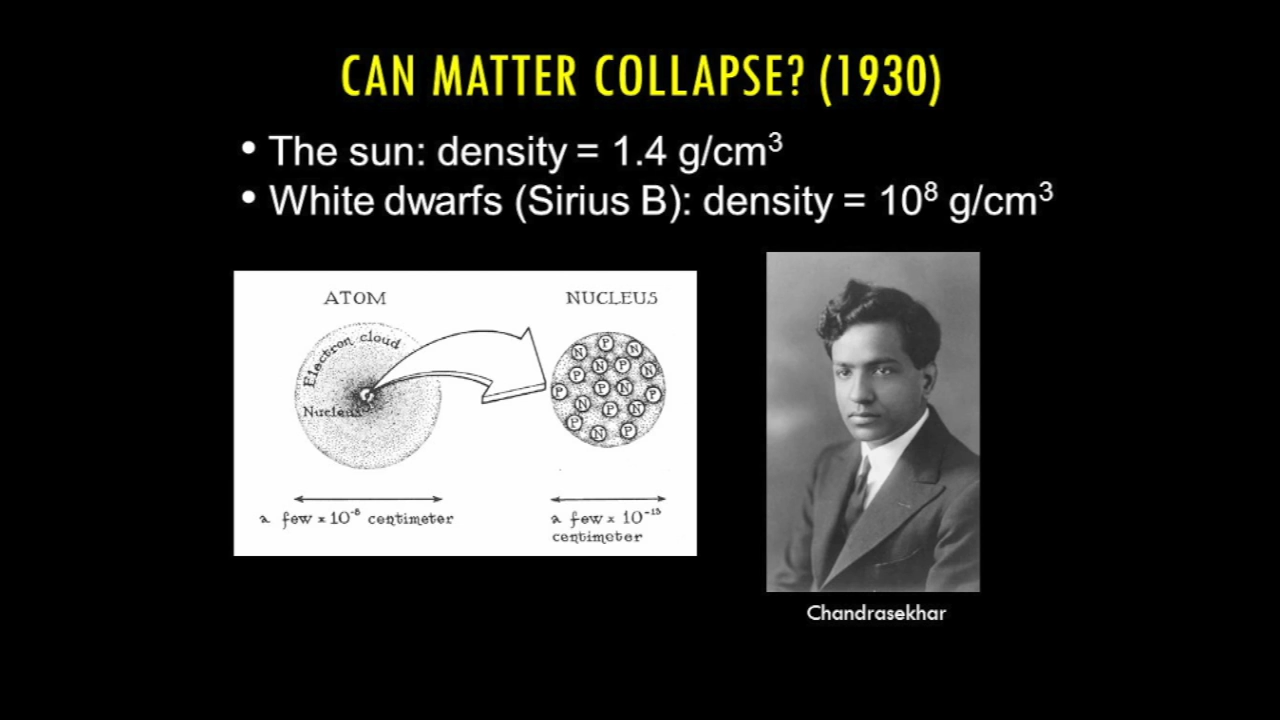 CAN MATTER COLLAPSE? (1930)
• The sun: density = 1.4 g/cm³
• White dwarfs (Sirius B): density = 10⁸ g/cm³
ATOM
Electron cloud
Nucleus
a few x 10⁻⁸ centimeter
NUCLEUS
N P N
P N P N
P P N P
N P N
P N P
a few x 10⁻¹³
centimeter
Chandrasekhar